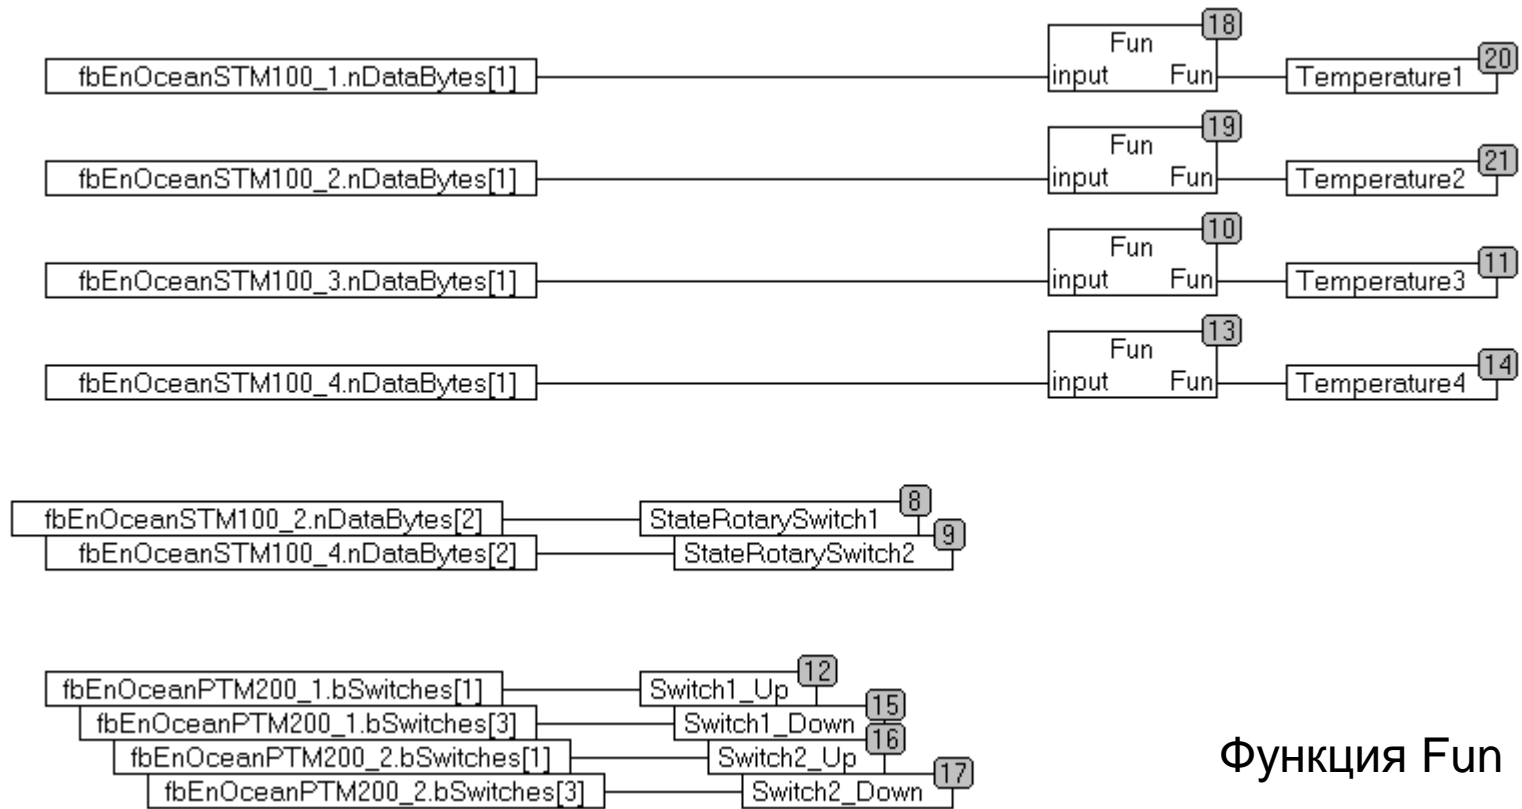 18
Fun
fbEnOceanSTM100_1.nDataBytes[1] input Fun Temperature1 20
19
Fun
fbEnOceanSTM100_2.nDataBytes[1] input Fun Temperature2 21
10
Fun
fbEnOceanSTM100_3.nDataBytes[1] input Fun Temperature3 11
13
Fun
fbEnOceanSTM100_4.nDataBytes[1] input Fun Temperature4 14
fbEnOceanSTM100_2.nDataBytes[2] StateRotarySwitch1 8
fbEnOceanSTM100_4.nDataBytes[2] StateRotarySwitch2 9
fbEnOceanPTM200_1.bSwitches[1] Switch1_Up 12
fbEnOceanPTM200_1.bSwitches[3] Switch1_Down 15
fbEnOceanPTM200_2.bSwitches[1] Switch2_Up 16
fbEnOceanPTM200_2.bSwitches[3] Switch2_Down 17
Функция Fun